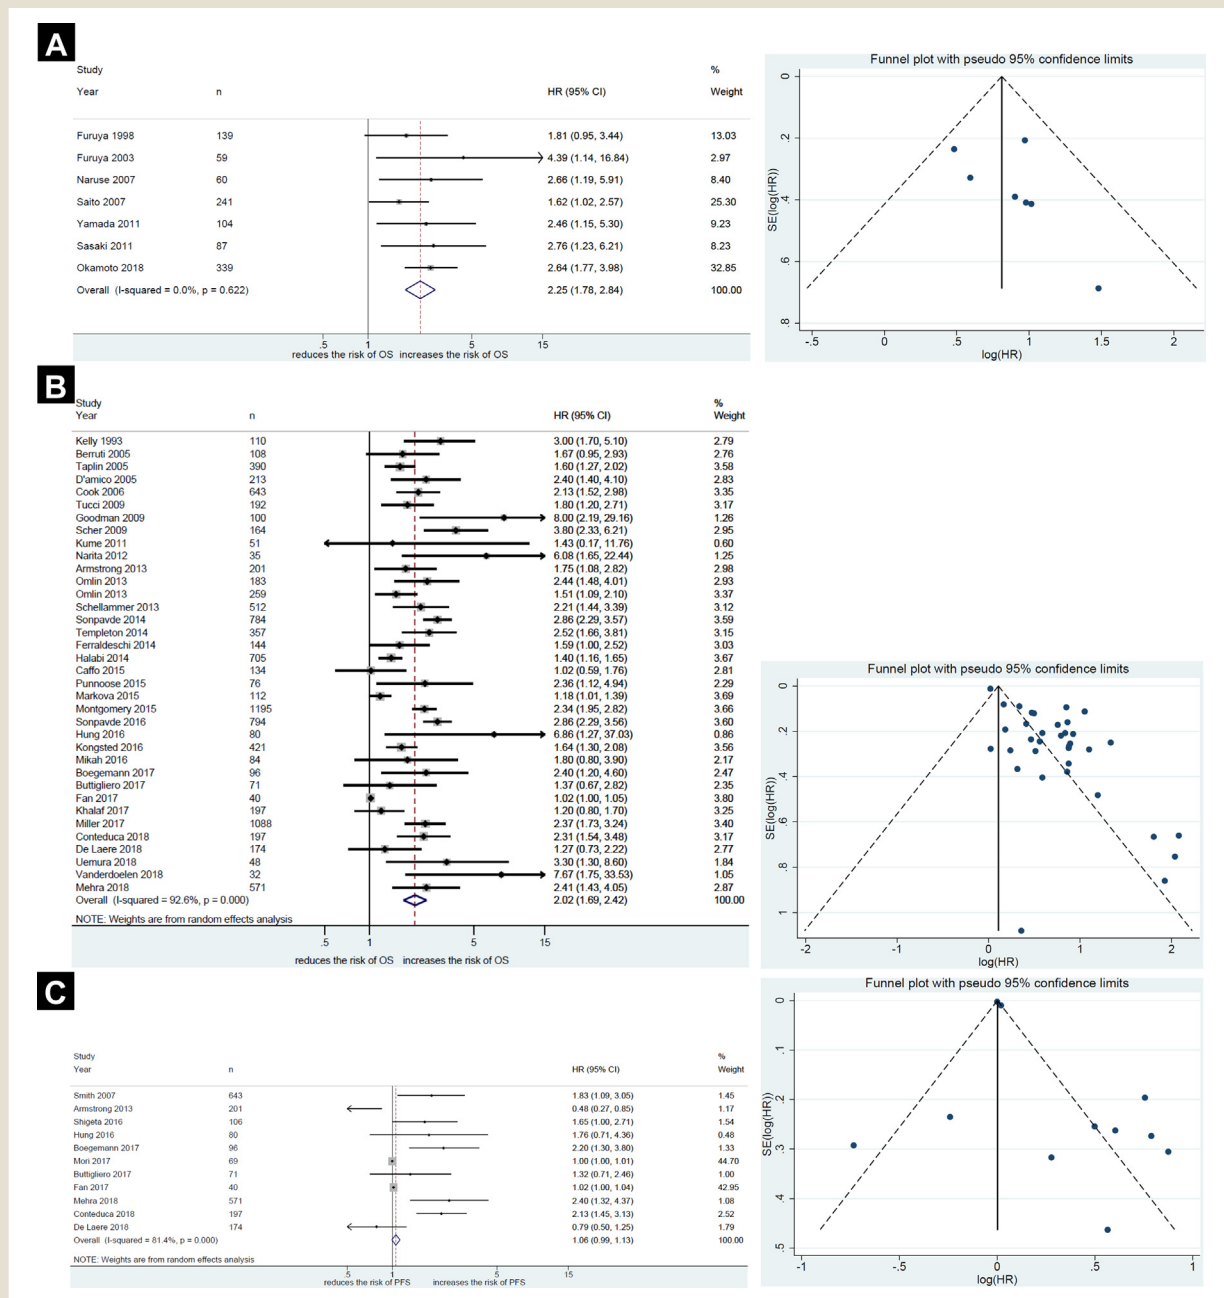 A
Study
%
Year n HR (95% CI) Weight
Furuya 1998 139 1.81 (0.95, 3.44) 13.03
Furuya 2003 59 4.39 (1.14, 16.84) 2.97
Naruse 2007 60 2.66 (1.19, 5.91) 8.40
Saito 2007 241 1.62 (1.02, 2.57) 25.30
Yamada 2011 104 2.46 (1.15, 5.30) 9.23
Sasaki 2011 87 2.76 (1.23, 6.21) 8.23
Okamoto 2018 339 2.64 (1.77, 3.98) 32.85
Overall (I-squared = 0.0%, p = 0.622) 2.25 (1.78, 2.84) 100.00
.5 1 5 15
reduces the risk of OS increases the risk of OS
Funnel plot with pseudo 95% confidence limits
SE(log(HR))
0
.2
.4
.6
.8
-.5 0 .5 1 1.5 2
log(HR)
B
Study %
Year n HR (95% CI) Weight
Kelly 1993 110 3.00 (1.70, 5.10) 2.79
Berruti 2005 108 1.67 (0.95, 2.93) 2.76
Taplin 2005 390 1.60 (1.27, 2.02) 3.58
D'amico 2005 213 2.40 (1.40, 4.10) 2.83
Cook 2006 643 2.13 (1.52, 2.98) 3.35
Tucci 2009 192 1.80 (1.20, 2.71) 3.17
Goodman 2009 100 8.00 (2.19, 29.16) 1.26
Scher 2009 164 3.80 (2.33, 6.21) 2.95
Kume 2011 51 1.43 (0.17, 11.76) 0.60
Narita 2012 35 6.08 (1.65, 22.44) 1.25
Armstrong 2013 201 1.75 (1.08, 2.82) 2.98
Omlin 2013 183 2.44 (1.48, 4.01) 2.93
Omlin 2013 259 1.51 (1.09, 2.10) 3.37
Schellammer 2013 512 2.21 (1.44, 3.39) 3.12
Sonpavde 2014 784 2.86 (2.29, 3.57) 3.59
Templeton 2014 357 2.52 (1.66, 3.81) 3.15
Ferraldeschi 2014 144 1.59 (1.00, 2.52) 3.03
Halabi 2014 705 1.40 (1.16, 1.65) 3.67
Caffo 2015 134 1.02 (0.59, 1.76) 2.81
Punnoose 2015 76 2.36 (1.12, 4.94) 2.29
Markova 2015 112 1.18 (1.01, 1.39) 3.69
Montgomery 2015 1195 2.34 (1.95, 2.82) 3.66
Sonpavde 2016 794 2.86 (2.29, 3.56) 3.60
Hung 2016 80 6.86 (1.27, 37.03) 0.86
Kongsted 2016 421 1.64 (1.30, 2.08) 3.56
Mikah 2016 84 1.80 (0.80, 3.90) 2.17
Boegemann 2017 96 2.40 (1.20, 4.60) 2.47
Buttigliero 2017 71 1.37 (0.67, 2.82) 2.35
Fan 2017 40 1.02 (1.00, 1.05) 3.80
Khalaf 2017 197 1.20 (0.80, 1.70) 3.25
Miller 2017 1088 2.37 (1.73, 3.24) 3.40
Conteduca 2018 197 2.31 (1.54, 3.48) 3.17
De Laere 2018 174 1.27 (0.73, 2.22) 2.77
Uemura 2018 48 3.30 (1.30, 8.60) 1.84
Vanderdoelen 2018 32 7.67 (1.75, 33.53) 1.05
Mehra 2018 571 2.41 (1.43, 4.05) 2.87
Overall (I-squared = 92.6%, p = 0.000) 2.02 (1.69, 2.42) 100.00
NOTE: Weights are from random effects analysis
.5 1 5 15
reduces the risk of OS increases the risk of OS
Funnel plot with pseudo 95% confidence limits
SE(log(HR))
0
.2
.4
.6
.8
1
-2 -1 0 1 2
log(HR)
C
Study %
Year n HR (95% CI) Weight
Smith 2007 643 1.83 (1.09, 3.05) 1.45
Armstrong 2013 201 0.48 (0.27, 0.85) 1.17
Shigeta 2016 106 1.65 (1.00, 2.71) 1.54
Hung 2016 80 1.76 (0.71, 4.36) 0.48
Boegemann 2017 96 2.20 (1.30, 3.80) 1.33
Mori 2017 69 1.00 (1.00, 1.01) 44.70
Buttigliero 2017 71 1.32 (0.71, 2.46) 1.00
Fan 2017 40 1.02 (1.00, 1.04) 42.95
Mehra 2018 571 2.40 (1.32, 4.37) 1.08
Conteduca 2018 197 2.13 (1.45, 3.13) 2.52
De Laere 2018 174 0.79 (0.50, 1.25) 1.79
Overall (I-squared = 81.4%, p = 0.000) 1.06 (0.99, 1.13) 100.00
NOTE: Weights are from random effects analysis
.5 1 5 15
reduces the risk of PFS increases the risk of PFS
Funnel plot with pseudo 95% confidence limits
SE(log(HR))
0
.1
.2
.3
.4
.5
-1 -.5 0 .5 1
log(HR)